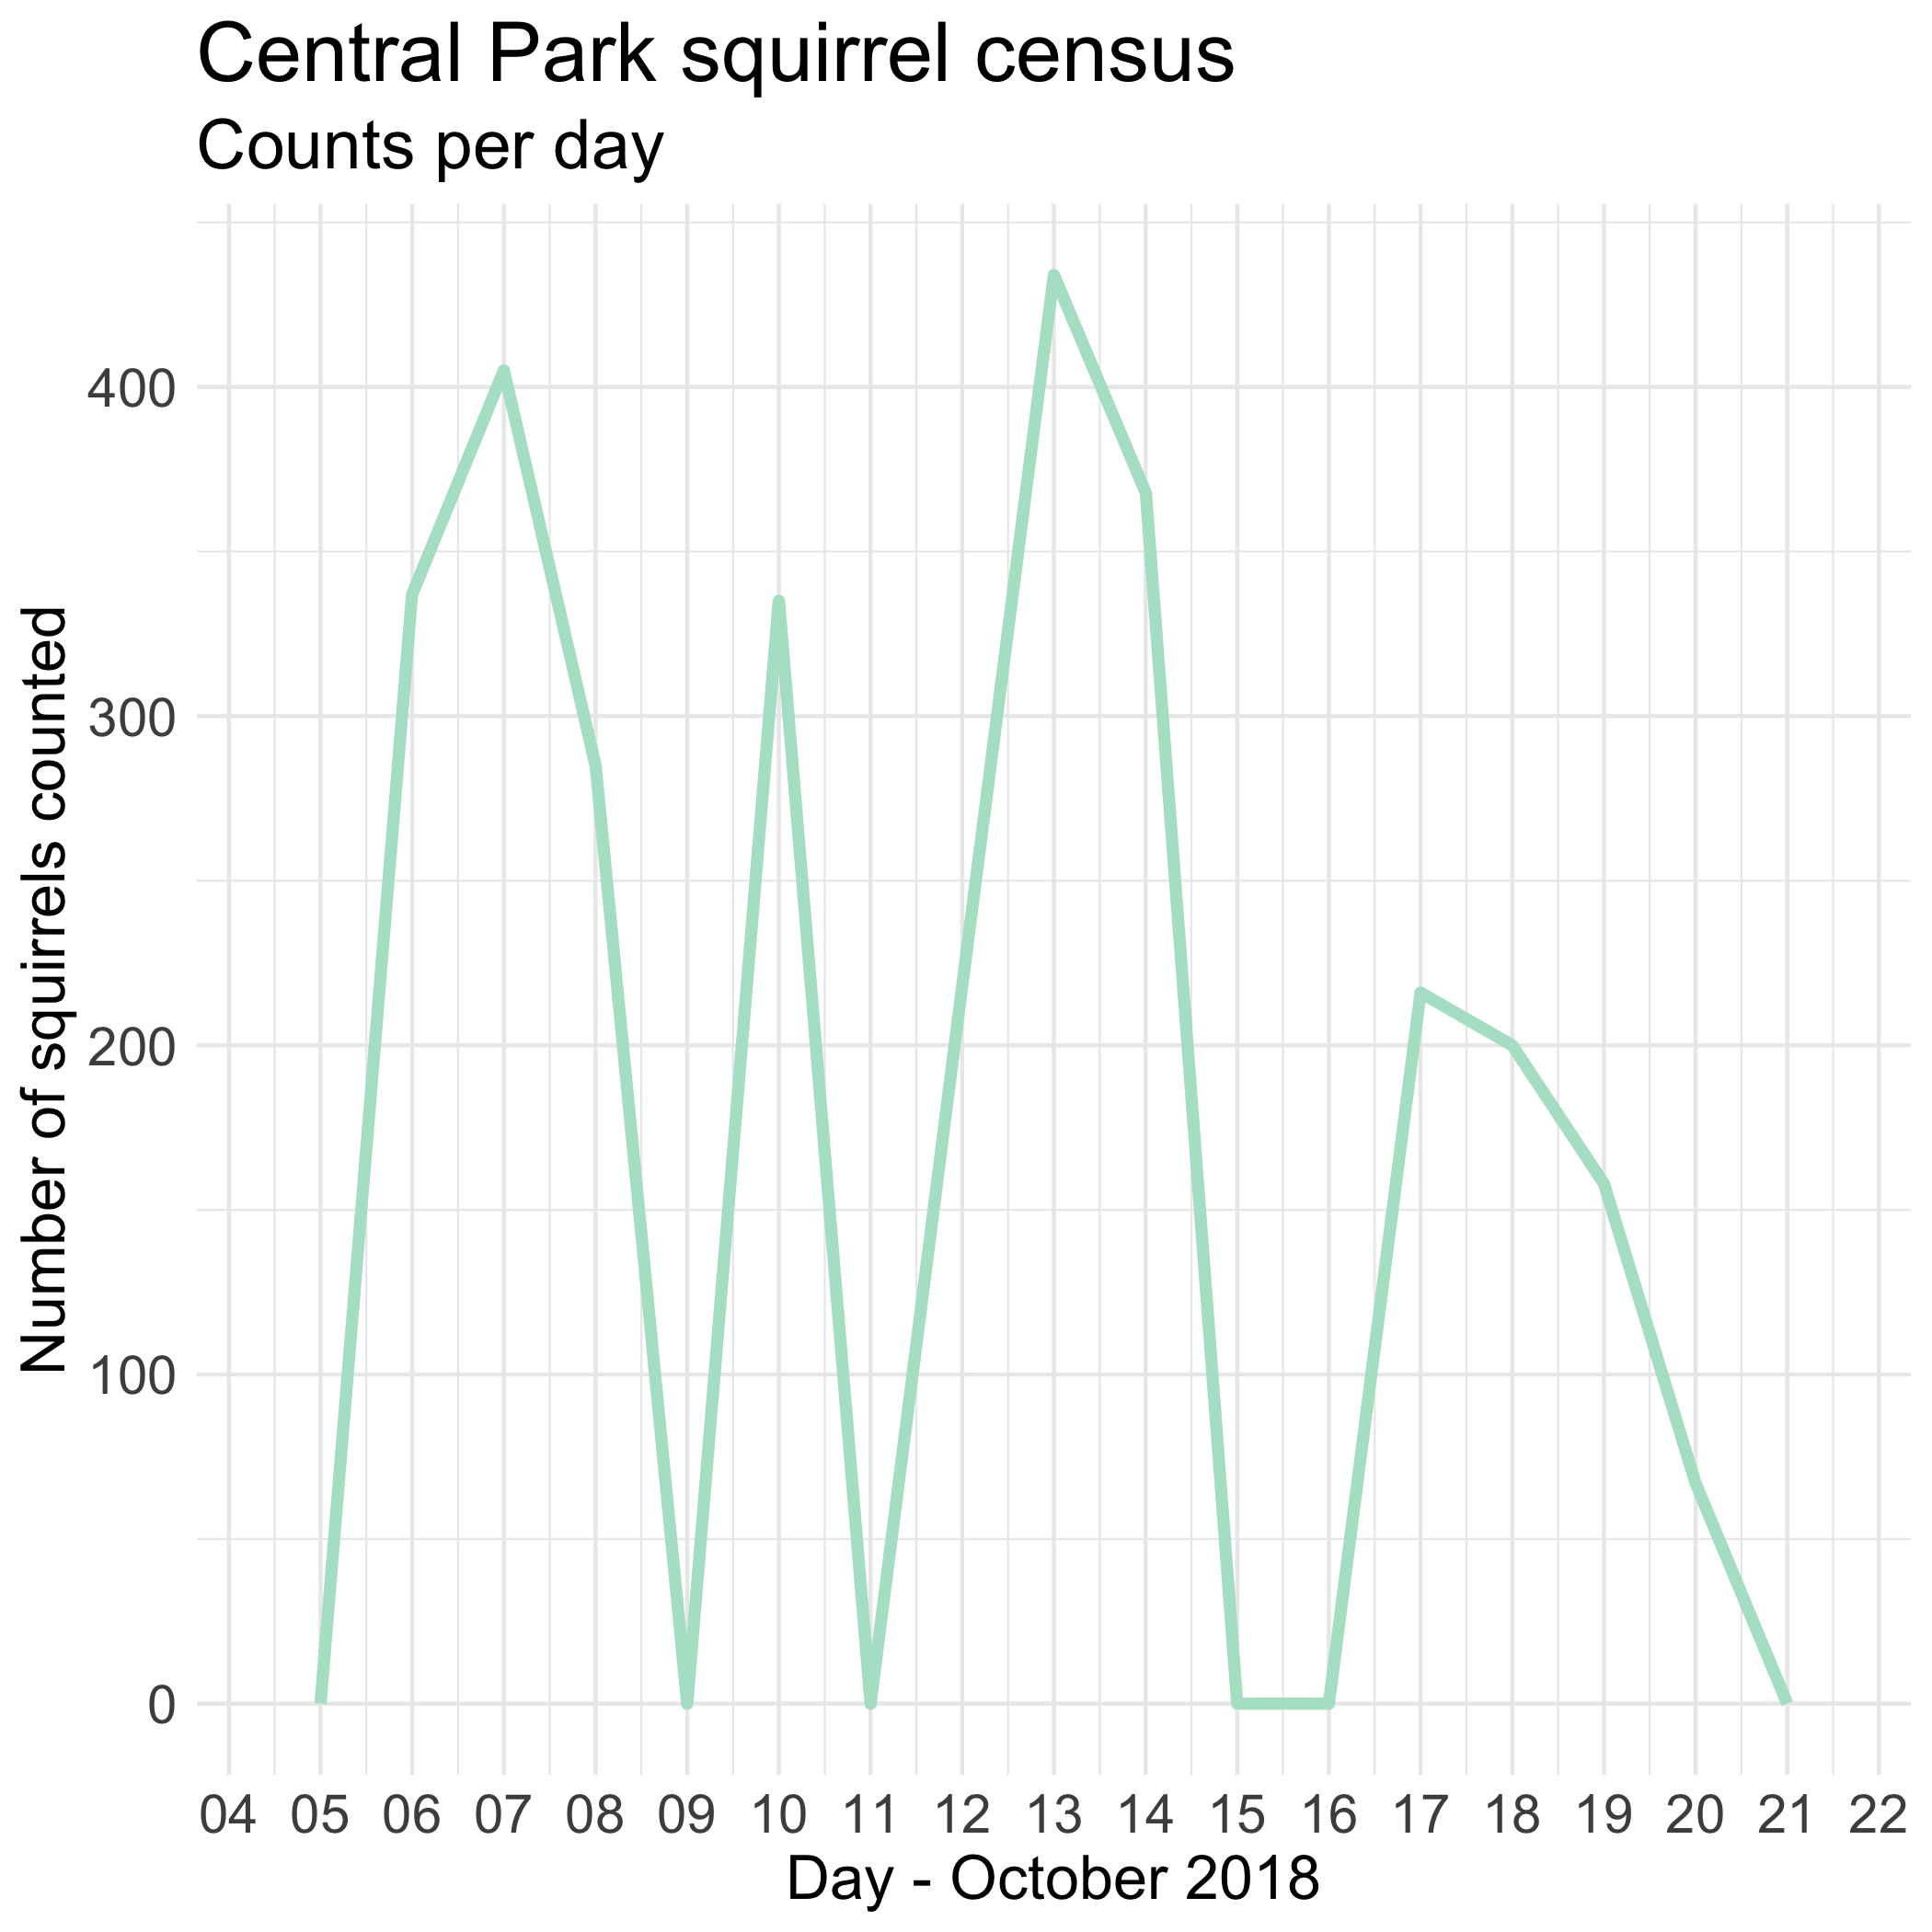 Central Park squirrel census
Counts per day
Number of squirrels counted
400
300
200
100
0
04 05 06 07 08 09 10 11 12 13 14 15 16 17 18 19 20 21 22
Day - October 2018